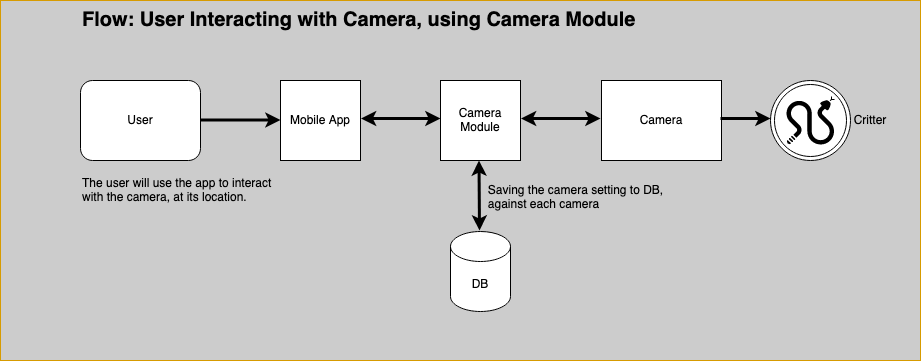 Flow: User Interacting with Camera, using Camera Module
User
Mobile App
Camera
Module
Camera
Critter
The user will use the app to interact
with the camera, at its location.
Saving the camera setting to DB,
against each camera
DB